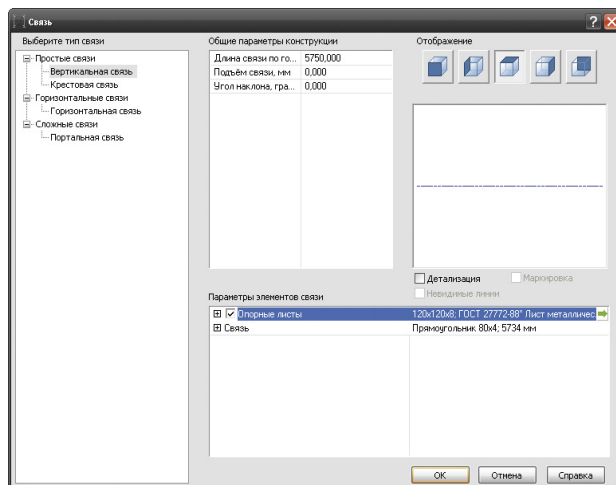 Связь
Выберите тип связи
Простые связи
Вертикальная связь
Крестовая связь
Горизонтальные связи
Горизонтальная связь
Сложные связи
Портальная связь
Общие параметры конструкции
Длина связи по го... 5750,000
Подъём связи, мм 0,000
Угол наклона, гра... 0,000
Отображение
Детализация Маркировка
Невидимые линии
Параметры элементов связи
Опорные листы 120x120x8; ГОСТ 27772-88* Лист металличес
Связь Прямоугольник 80x4; 5734 мм
ОК Отмена Справка